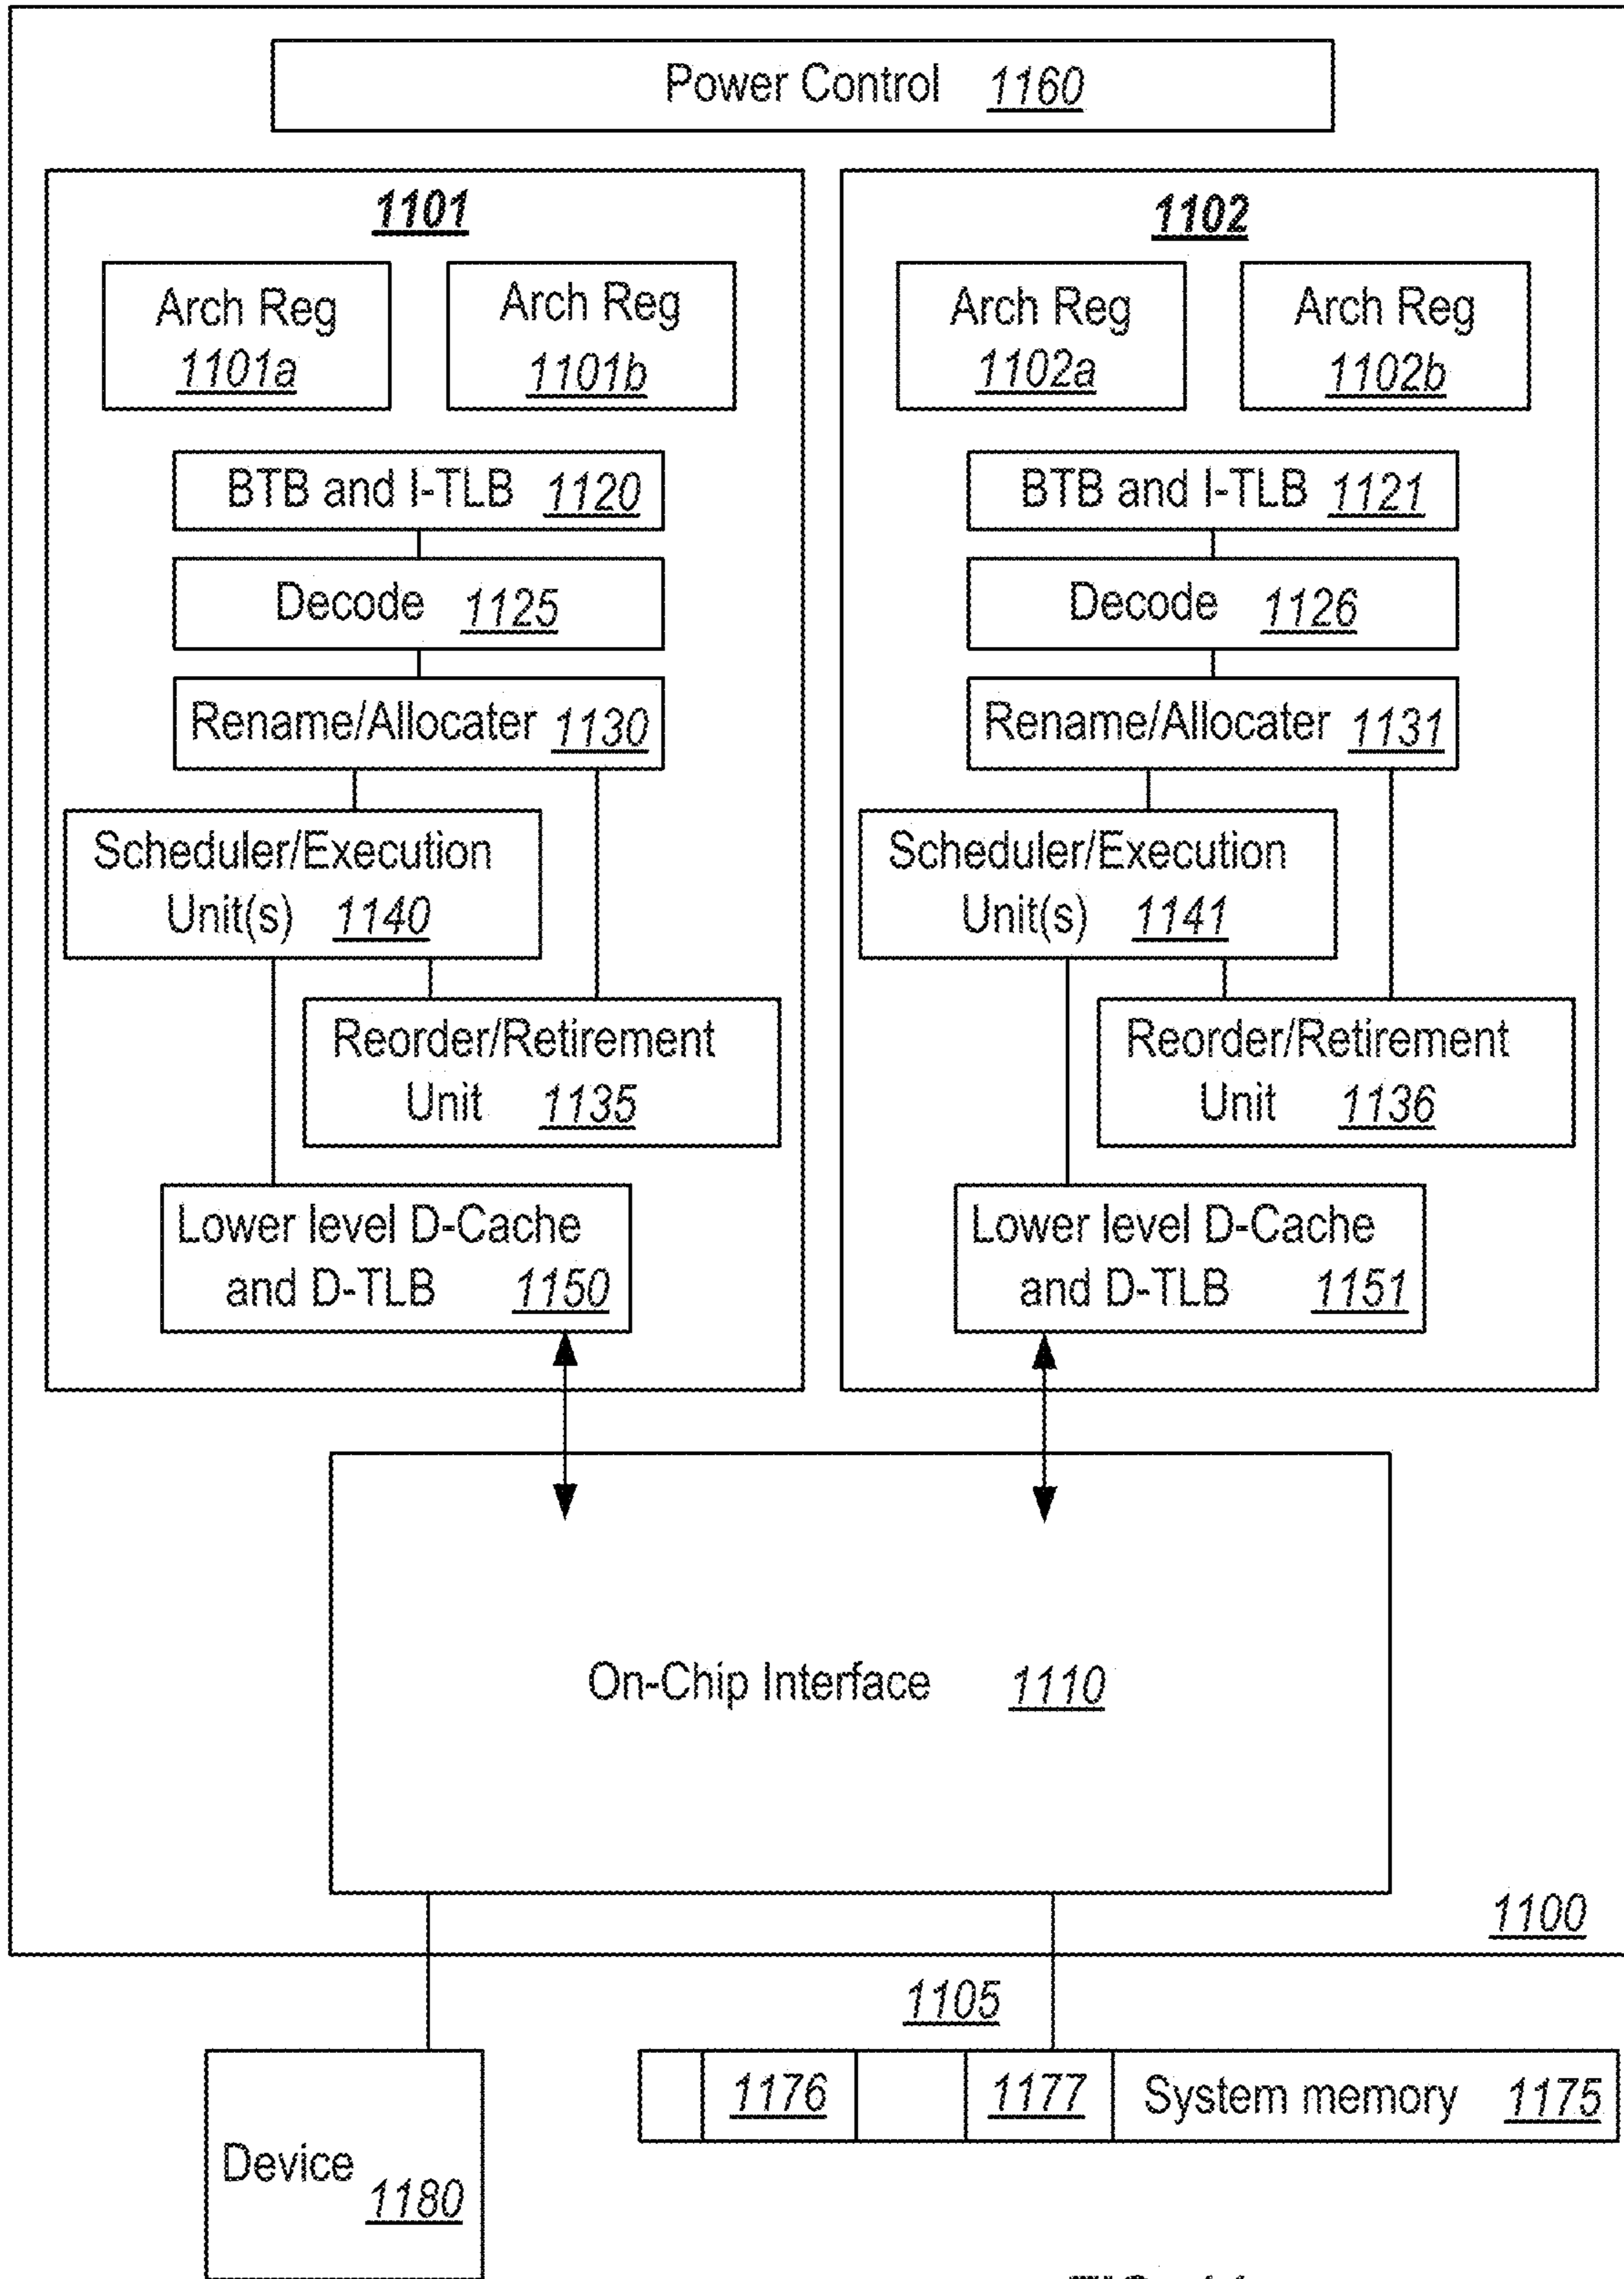 Power Control 1160
1101
Arch Reg
1101a
Arch Reg
1101b
BTB and I-TLB 1120
Decode 1125
Rename/Allocater 1130
Scheduler/Execution
Unit(s) 1140
Reorder/Retirement
Unit 1135
Lower level D-Cache
and D-TLB 1150
1102
Arch Reg
1102a
Arch Reg
1102b
BTB and I-TLB 1121
Decode 1126
Rename/Allocater 1131
Scheduler/Execution
Unit(s) 1141
Reorder/Retirement
Unit 1136
Lower level D-Cache
and D-TLB 1151
On-Chip Interface 1110
1100
1105
1176
1177
System memory 1175
Device 1180